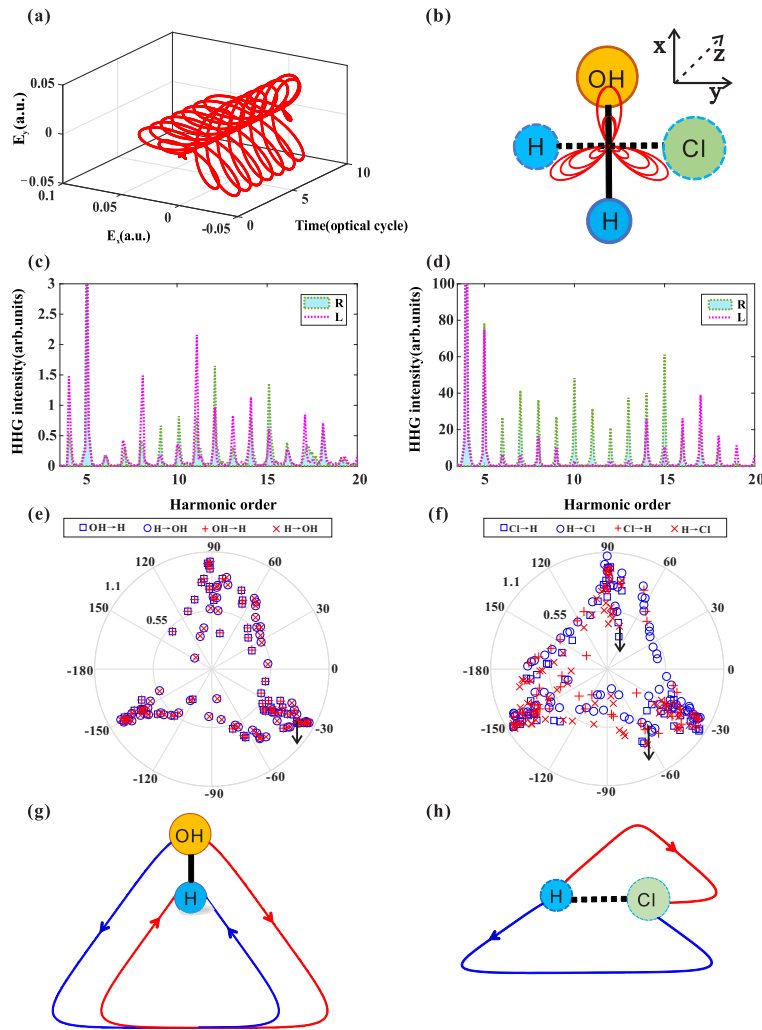 (a)
0.05
0
−0.05
0.1
0.05
0
-0.05
0
5
10
E_y(a.u.)
E_x(a.u.)
Time(optical cycle)
(b)
x
z
y
OH
H
Cl
H
(c)
3
2.5
2
1.5
1
0.5
0
5
10
15
20
HHG intensity(arb.units)
Harmonic order
R
L
(d)
100
80
60
40
20
0
5
10
15
20
HHG intensity(arb.units)
Harmonic order
R
L
(e)
OH→H H→OH OH→H H→OH
90
120
60
1.1
150
0.55
30
-180
0
-150
-30
-120
-60
-90
(f)
Cl→H H→Cl Cl→H H→Cl
90
120
60
1.1
150
0.55
30
-180
0
-150
-30
-120
-60
-90
(g)
OH
H
(h)
H
Cl